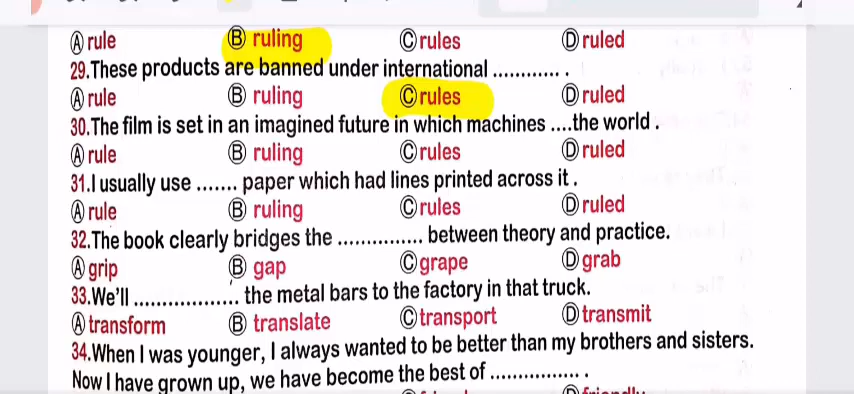 Ⓐ rule Ⓑ ruling Ⓒ rules Ⓓ ruled
29.These products are banned under international ............. .
Ⓐ rule Ⓑ ruling Ⓒ rules Ⓓ ruled
30.The film is set in an imagined future in which machines ....the world .
Ⓐ rule Ⓑ ruling Ⓒ rules Ⓓ ruled
31.I usually use ....... paper which had lines printed across it .
Ⓐ rule Ⓑ ruling Ⓒ rules Ⓓ ruled
32.The book clearly bridges the ............... between theory and practice.
Ⓐ grip Ⓑ gap Ⓒ grape Ⓓ grab
33.We'll ................... the metal bars to the factory in that truck.
Ⓐ transform Ⓑ translate Ⓒ transport Ⓓ transmit
34.When I was younger, I always wanted to be better than my brothers and sisters.
Now I have grown up, we have become the best of ................ .